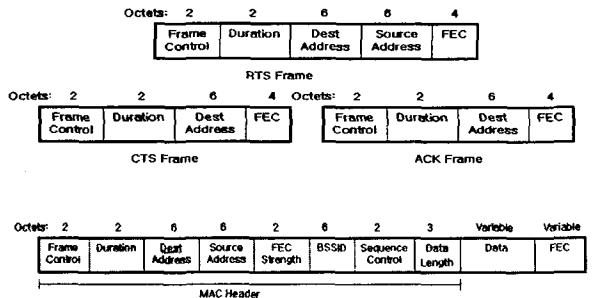 Octets: 2 2 6 6 4
Frame Control Duration Dest Address Source Address FEC
RTS Frame
Octets: 2 2 6 4
Frame Control Duration Dest Address FEC
CTS Frame
Octets: 2 2 6 4
Frame Control Duration Dest Address FEC
ACK Frame
Octets: 2 2 6 6 2 6 2 3 Variable Variable
Frame Control Duration Dest Address Source Address FEC Strength BSSID Sequence Control Data Length Data FEC
MAC Header